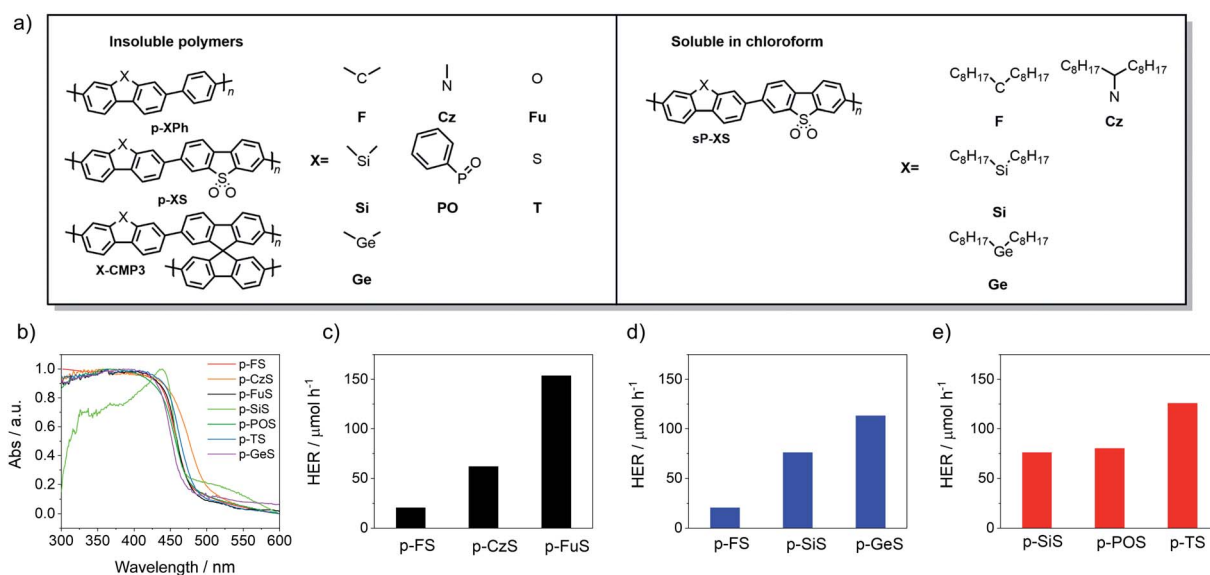 a)
Insoluble polymers
X
n
p-XPh
X
n
S
O O
p-XS
X
n
X-CMP3
X=
C
F
N
Cz
O
Fu
Si
Si
P
O
PO
S
T
Ge
Ge
Soluble in chloroform
X
n
S
O O
sP-XS
X=
C8H17 C8H17
C
F
C8H17 C8H17
N
Cz
C8H17 C8H17
Si
Si
C8H17 C8H17
Ge
Ge
b)
Abs / a.u.
1.0
0.8
0.6
0.4
0.2
0.0
p-FS
p-CzS
p-FuS
p-SiS
p-POS
p-TS
p-GeS
300 350 400 450 500 550 600
Wavelength / nm
c)
HER / μmol h-1
150
100
50
0
p-FS p-CzS p-FuS
d)
HER / μmol h-1
150
100
50
0
p-FS p-SiS p-GeS
e)
HER / μmol h-1
150
100
50
0
p-SiS p-POS p-TS